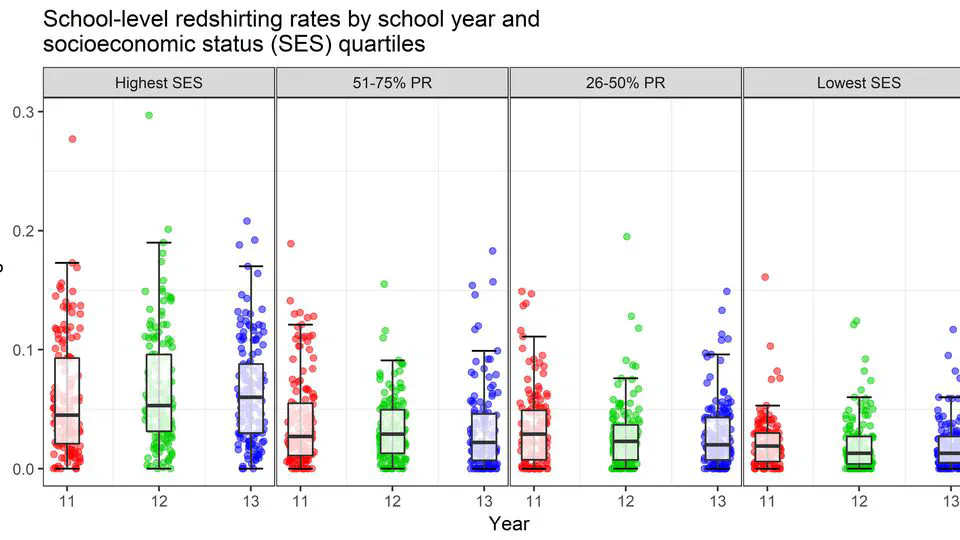 School-level redshirting rates by school year and
socioeconomic status (SES) quartiles
Highest SES 51-75% PR 26-50% PR Lowest SES
0.3
0.2
0.1
0.0
11 12 13 11 12 13 11 12 13 11 12 13
Year